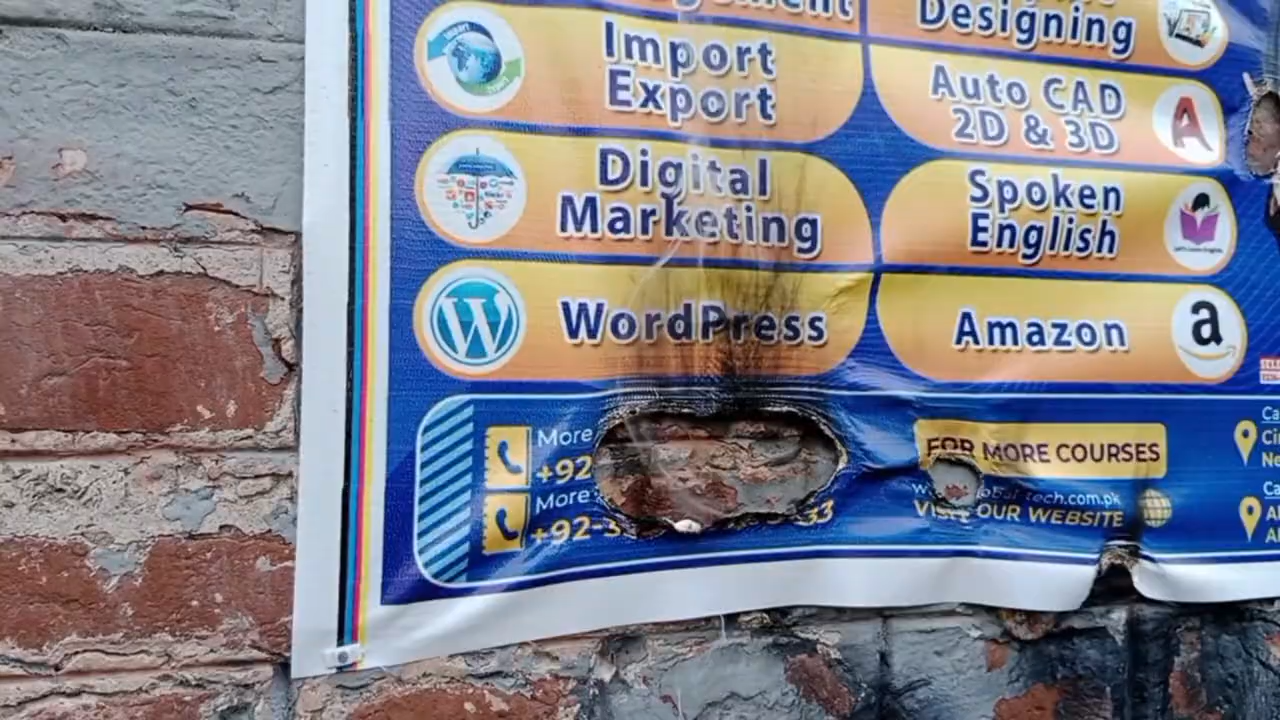 Designing
Import
Export
Auto CAD
2D & 3D
Digital
Marketing
Spoken
English
WordPress
Amazon
More
+92
More
+92-3
33
FOR MORE COURSES
-tech.com.pk
VISIT OUR WEBSITE